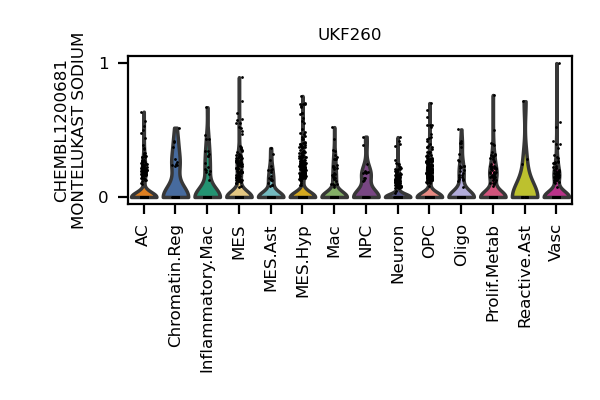 UKF260
CHEMBL1200681
MONTELUKAST SODIUM
1
0
AC
Chromatin.Reg
Inflammatory.Mac
MES
MES.Ast
MES.Hyp
Mac
NPC
Neuron
OPC
Oligo
Prolif.Metab
Reactive.Ast
Vasc